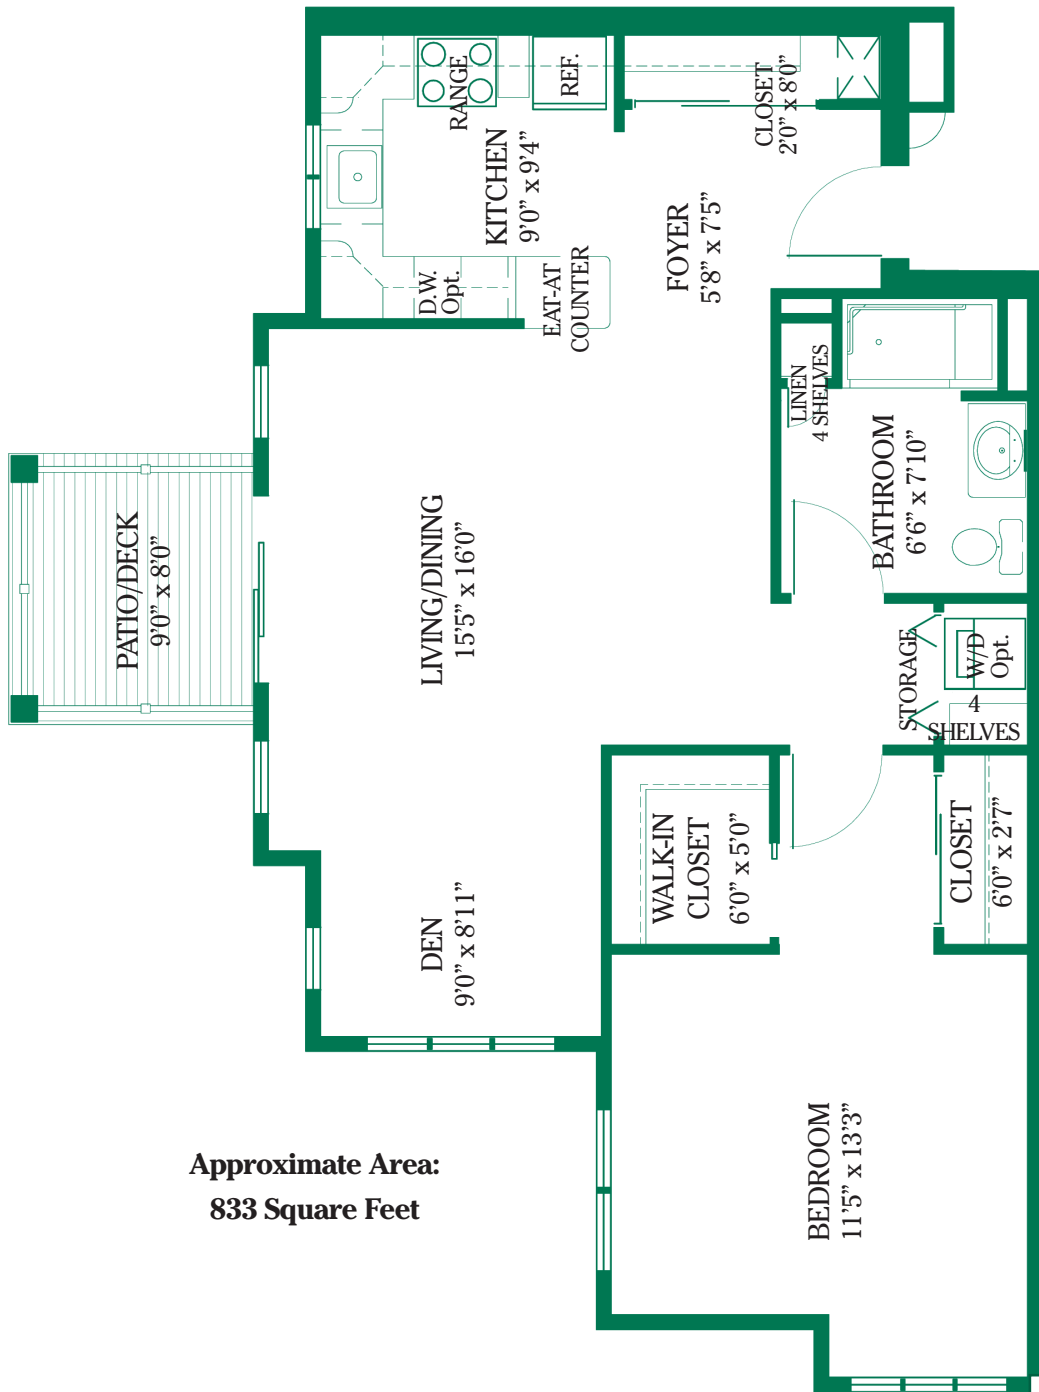 RANGE
REF.
CLOSET
2’0” x 8’0”
KITCHEN
9’0” x 9’4”
FOYER
5’8” x 7’5”
D.W.
Opt.
EAT-AT
COUNTER
LINEN
4 SHELVES
BATHROOM
6’6” x 7’10”
PATIO/DECK
9’0” x 8’0”
LIVING/DINING
15’5” x 16’0”
STORAGE
W/D
Opt.
4
SHELVES
WALK-IN
CLOSET
6’0” x 5’0”
CLOSET
6’0” x 2’7”
DEN
9’0” x 8’11”
BEDROOM
11’5” x 13’3”
Approximate Area:
833 Square Feet